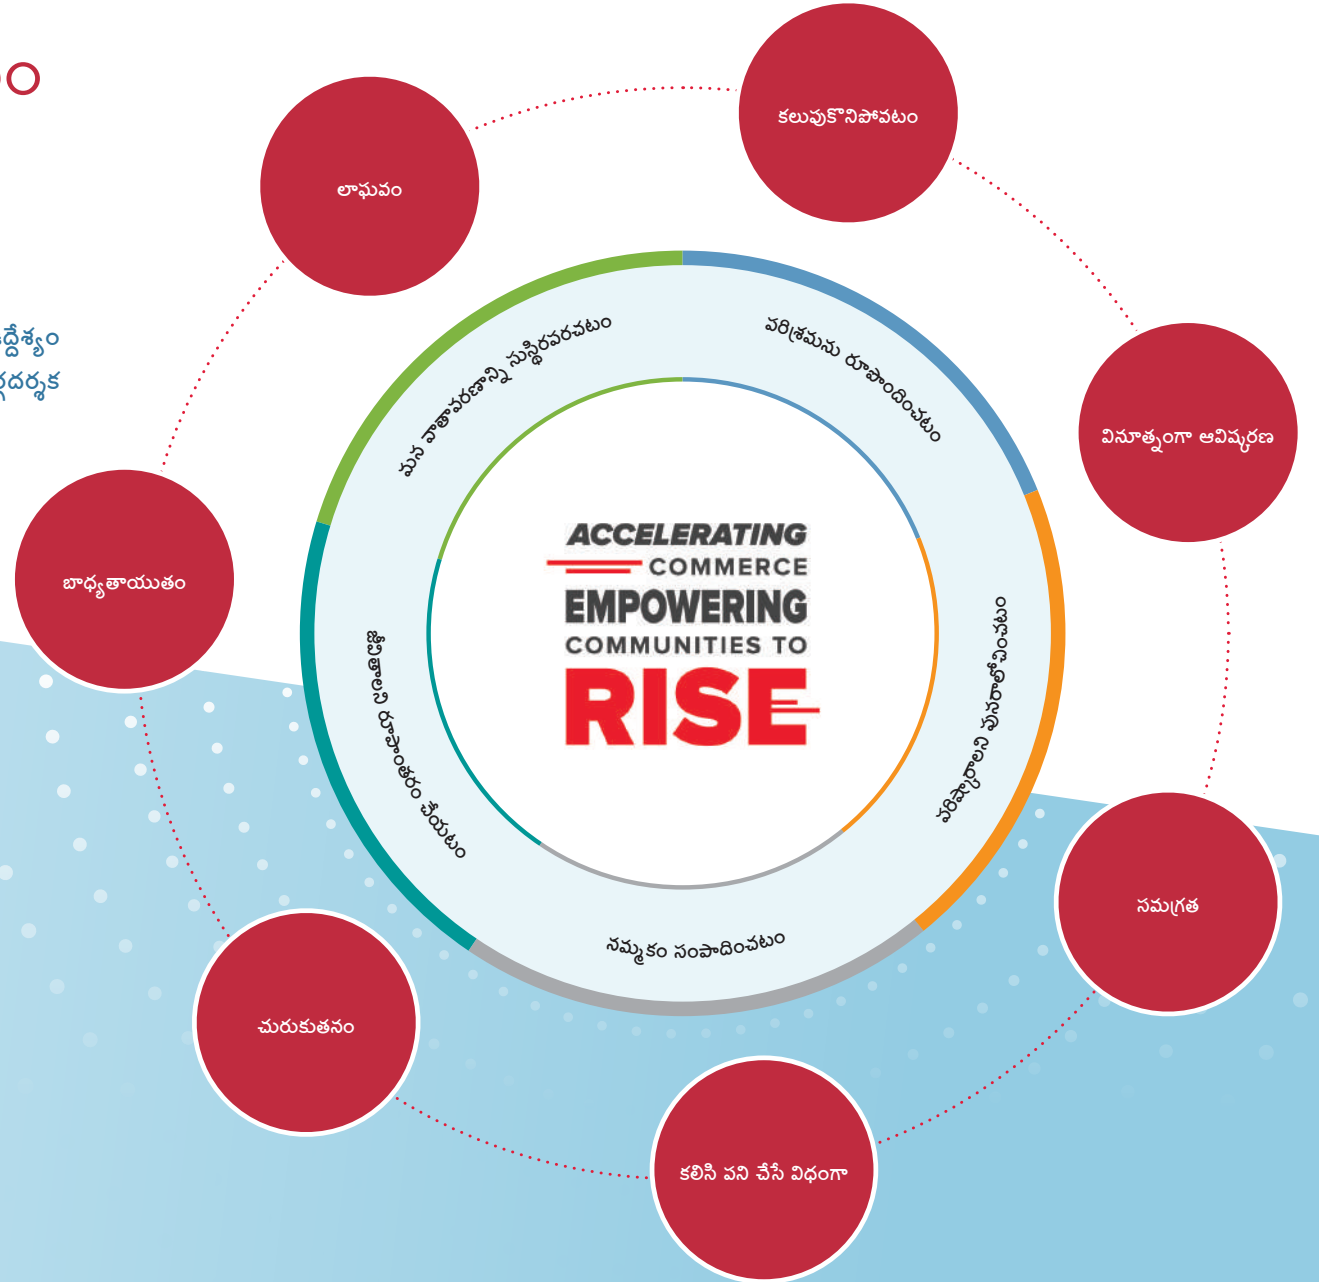 కలుపుకొనిపోవటం
లాఘవం
వినూత్నంగా ఆవిష్కరణ
బాధ్యతాయుతం
సమగ్రత
చురుకుతనం
కలిసి పని చేసే విధంగా
మన వాతావరణాన్ని సుస్థిరపరచటం
పరిశ్రమను రూపొందించటం
పరిష్కారాలని పునరాలోచించటం
నమ్మకం సంపాదించటం
జీవితాలని రూపాంతరం చేయటం
ACCELERATING
COMMERCE
EMPOWERING
COMMUNITIES TO
RISE